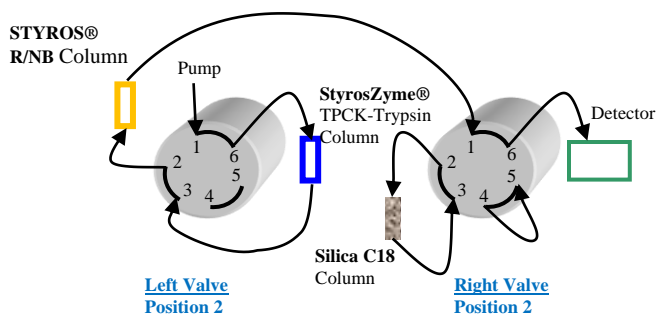 STYROS®
R/NB Column
Pump
StyrosZyme®
TPCK-Trypsin
Column
Detector
1
6
2
5
3
4
1
6
2
5
3
4
Silica C18
Column
Left Valve
Position 2
Right Valve
Position 2